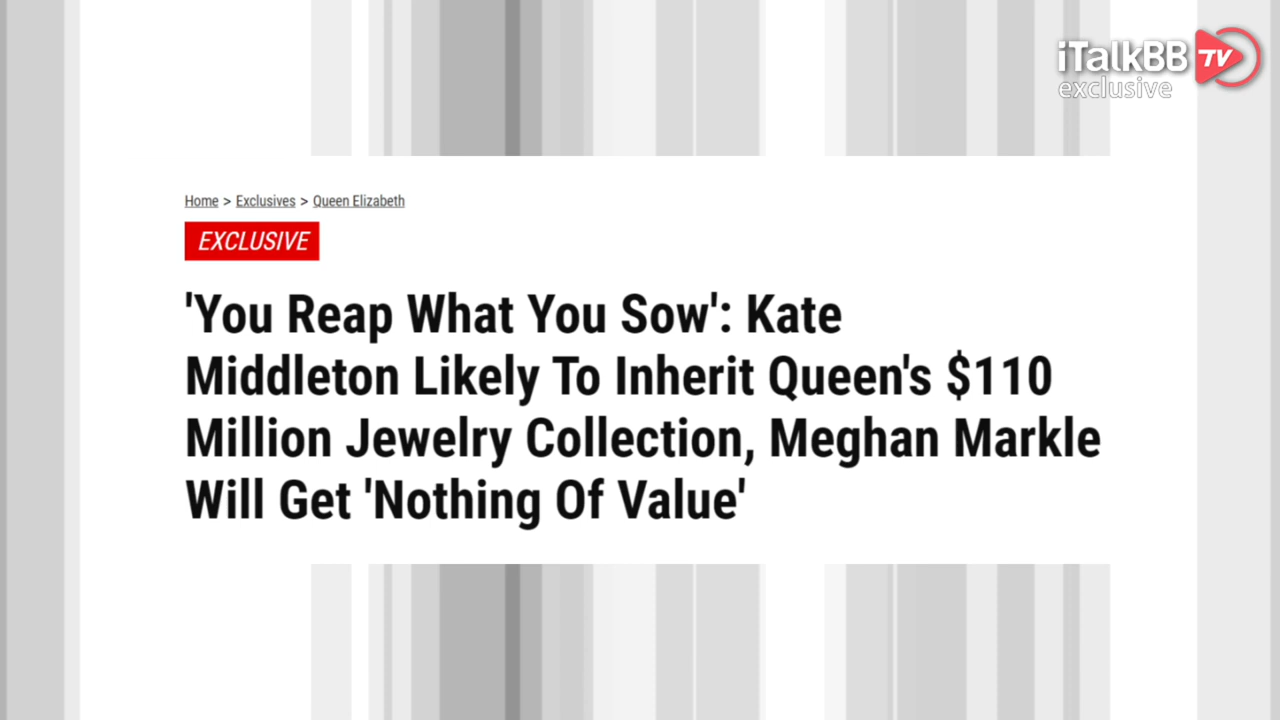 iTalkBB TV
exclusive
Home > Exclusives > Queen Elizabeth
EXCLUSIVE
'You Reap What You Sow': Kate
Middleton Likely To Inherit Queen's $110
Million Jewelry Collection, Meghan Markle
Will Get 'Nothing Of Value'